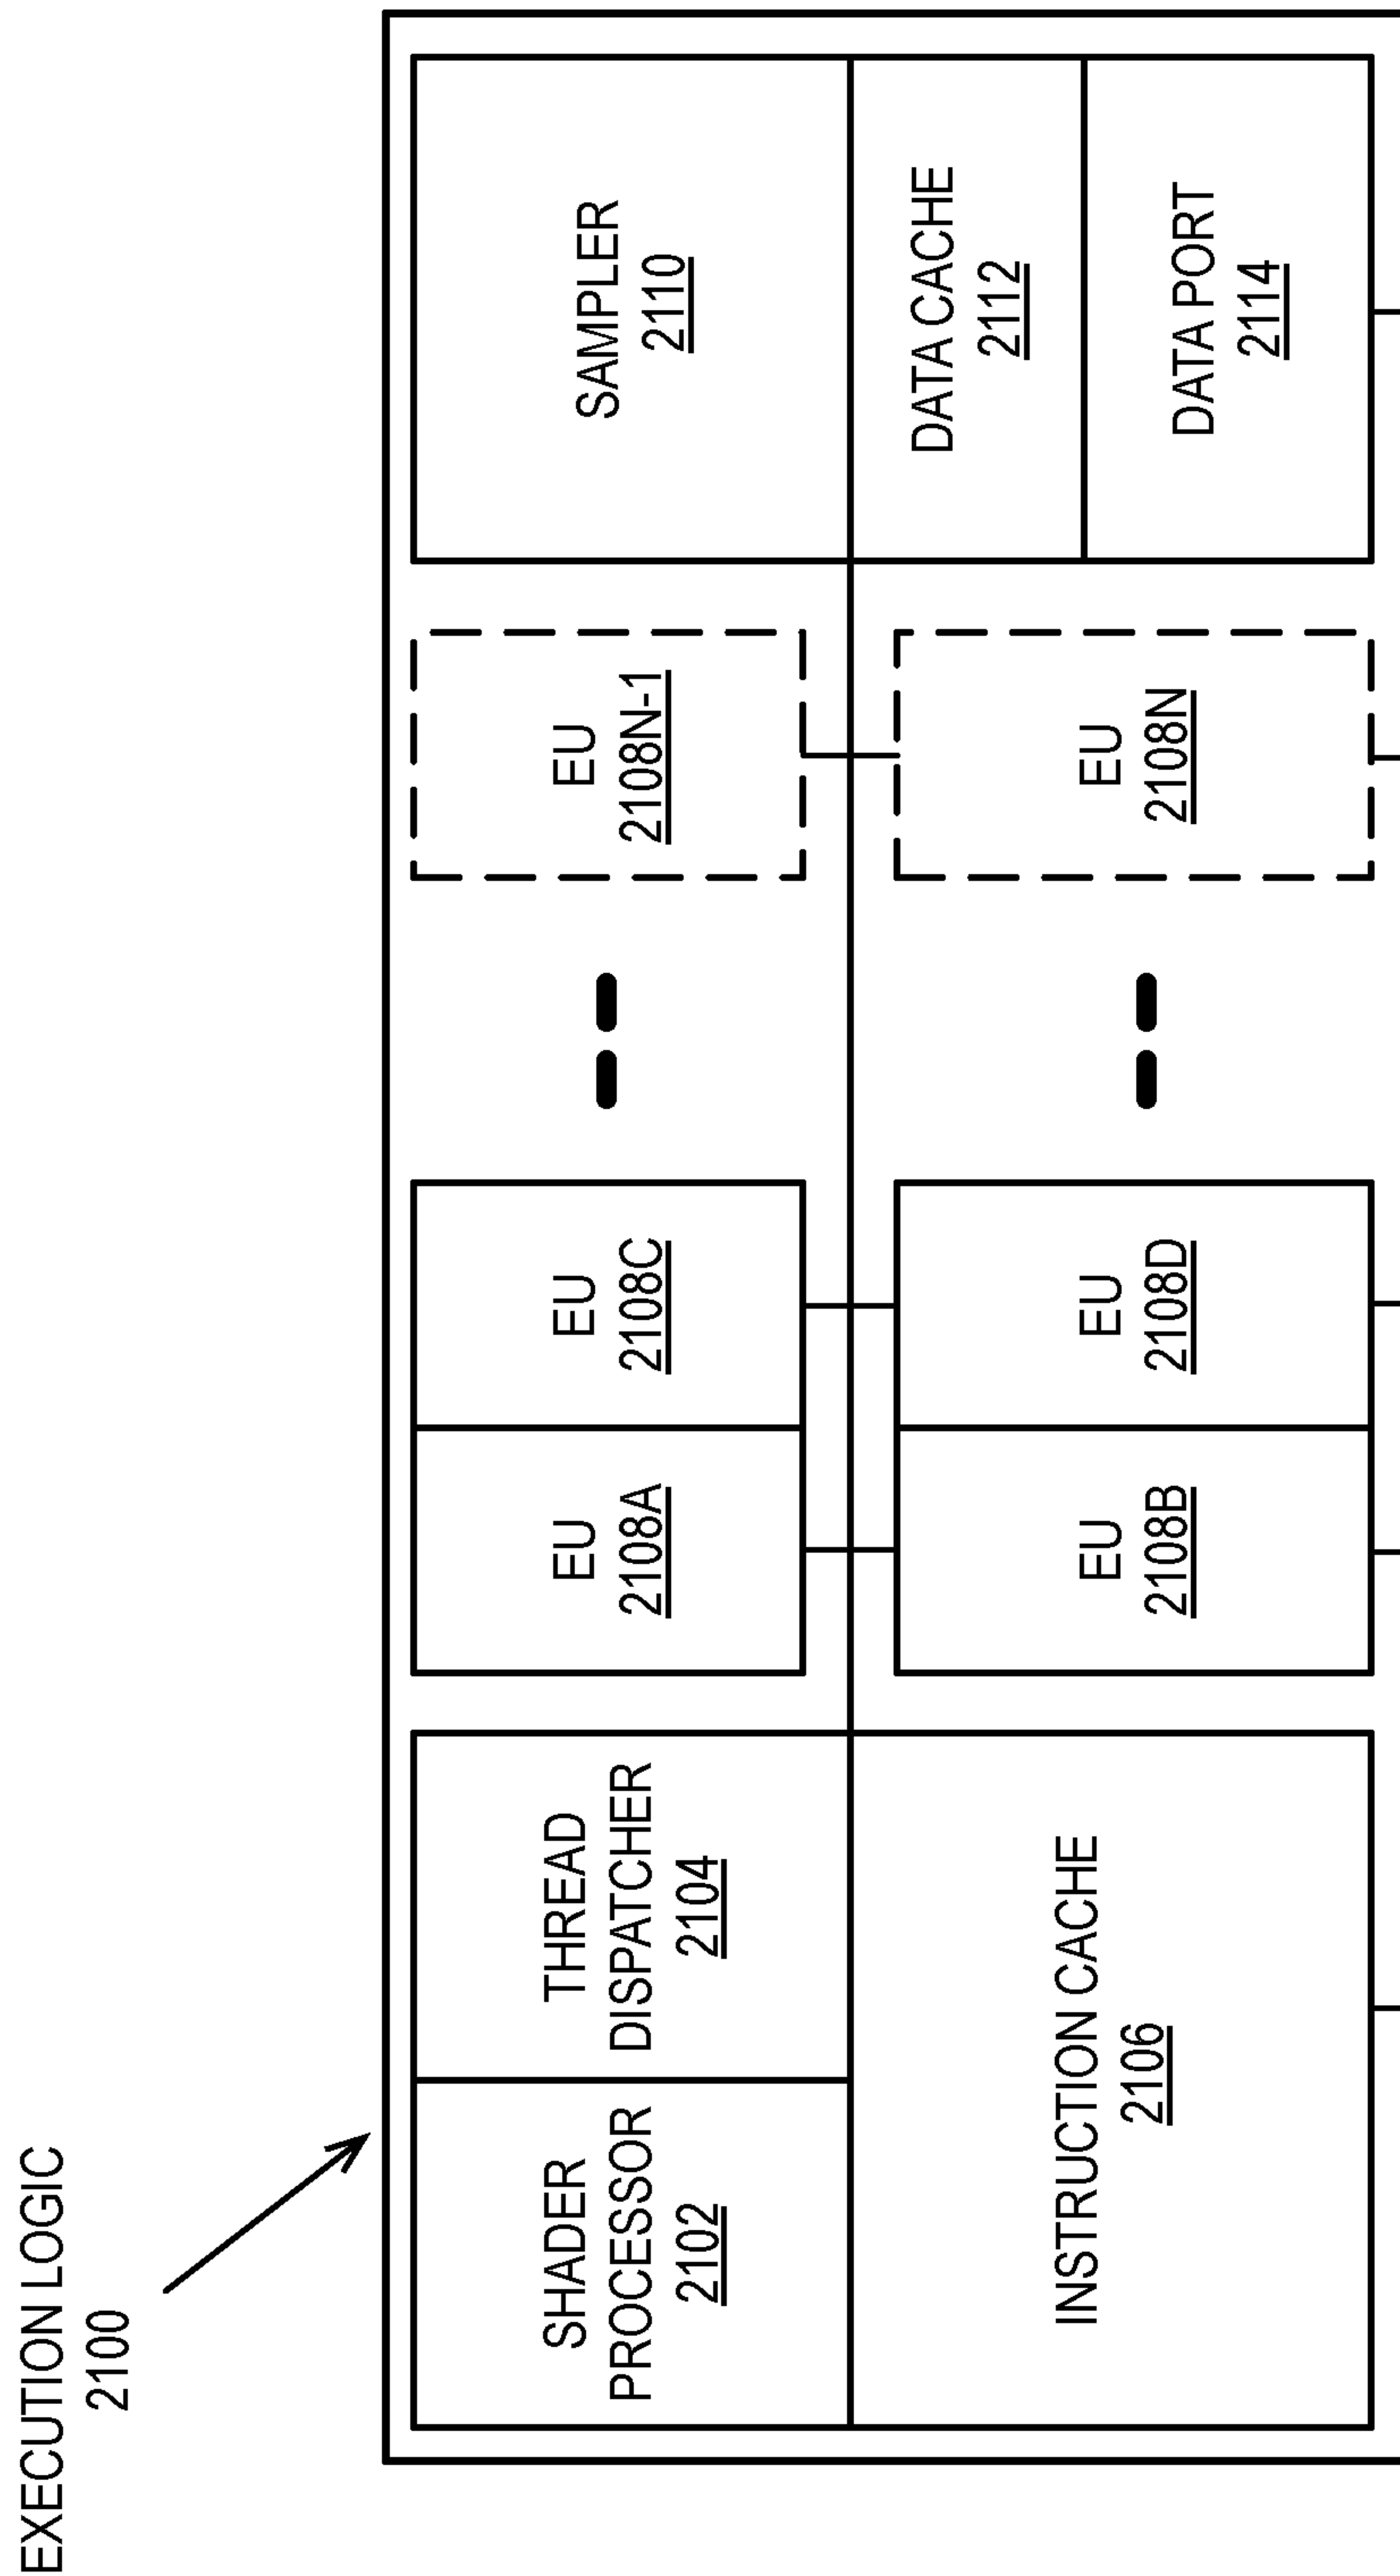 EXECUTION LOGIC
2100
SHADER
PROCESSOR
2102
THREAD
DISPATCHER
2104
INSTRUCTION CACHE
2106
EU
2108A
EU
2108C
EU
2108B
EU
2108D
EU
2108N-1
EU
2108N
SAMPLER
2110
DATA CACHE
2112
DATA PORT
2114